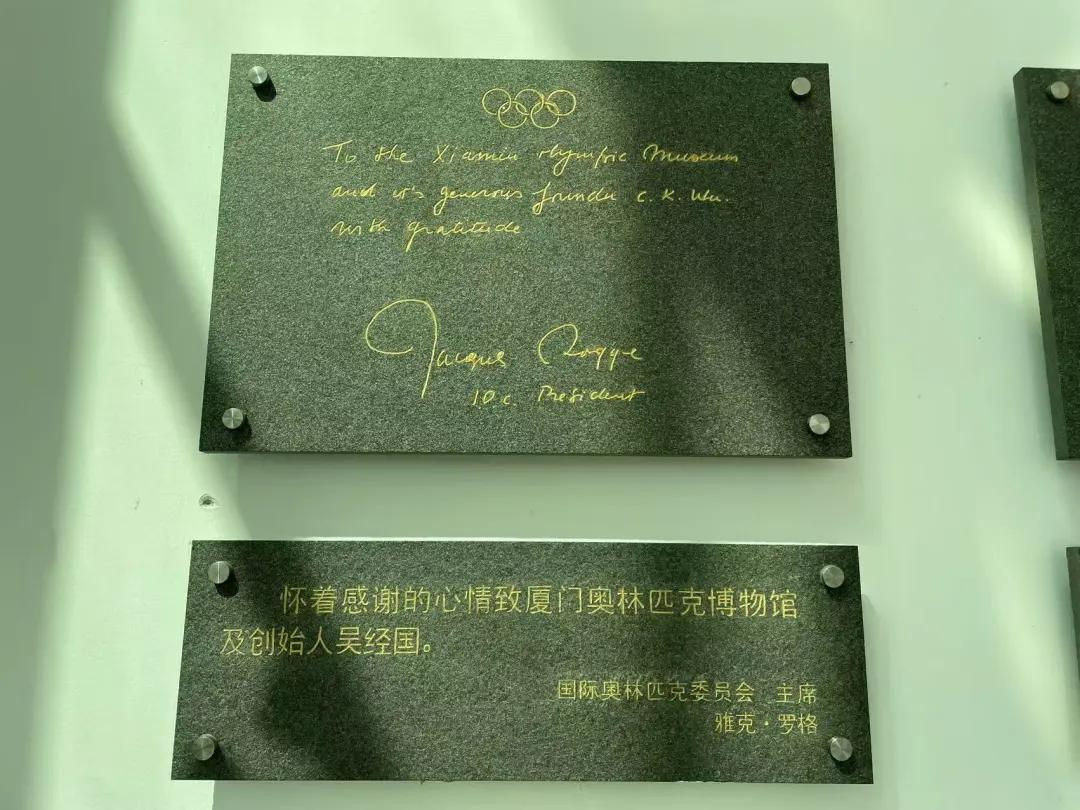 To the Xiamen Olympic Museum
and it's generous founder C. K. Wu.
with gratitude
Jacques Rogge
I.O.C. President
怀着感谢的心情致厦门奥林匹克博物馆
及创始人吴经国。
国际奥林匹克委员会 主席
雅克·罗格